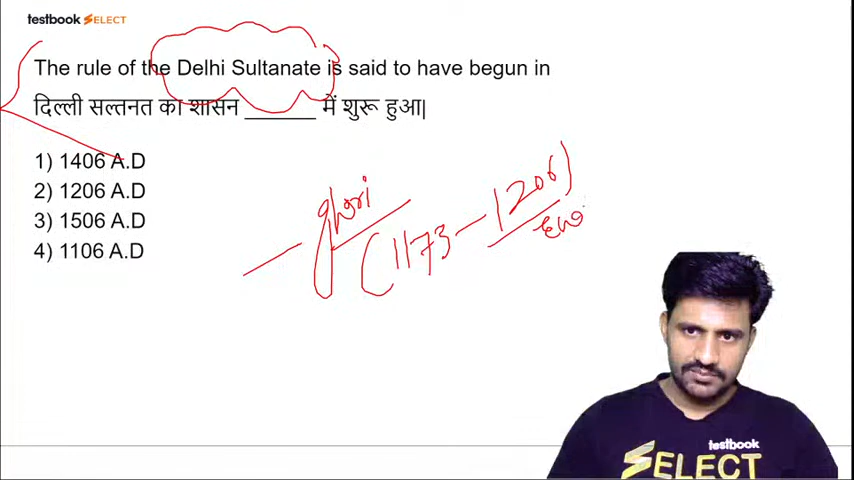 testbook SELECT
The rule of the Delhi Sultanate is said to have begun in
दिल्ली सल्तनत का शासन ______ में शुरू हुआ|
1) 1406 A.D
2) 1206 A.D
3) 1506 A.D
4) 1106 A.D
ghori
(1173 - 1206)
testbook
SELECT